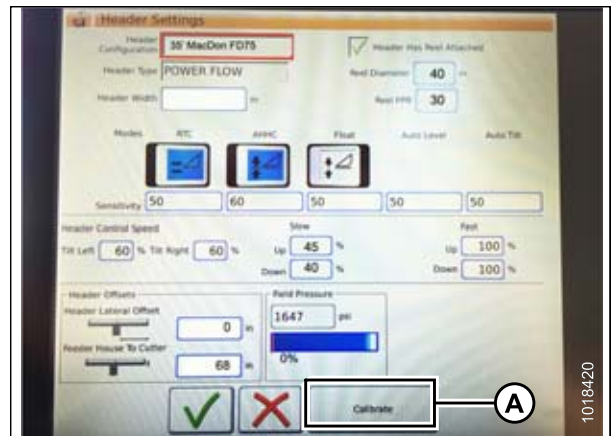 Header Settings
Header Configuration
35' MacDon FD75
Header Has Reel Attached
Header Type
POWER FLOW
Reel Diameter 40 in
Header Width
in
Reel PPR 30
Modes RTC AHHC Float Auto Level Auto Tilt
Sensitivity 50 60 50 50 50
Header Control Speed
Slow
Fast
Tilt Left 60 % Tilt Right 60 %
Up 45 %
Up 100 %
Down 40 %
Down 100 %
Header Offsets
Field Pressure
Header Lateral Offset
1647 psi
0 in
Feeder House To Cutter
0%
68 in
Calibrate
A
1018420